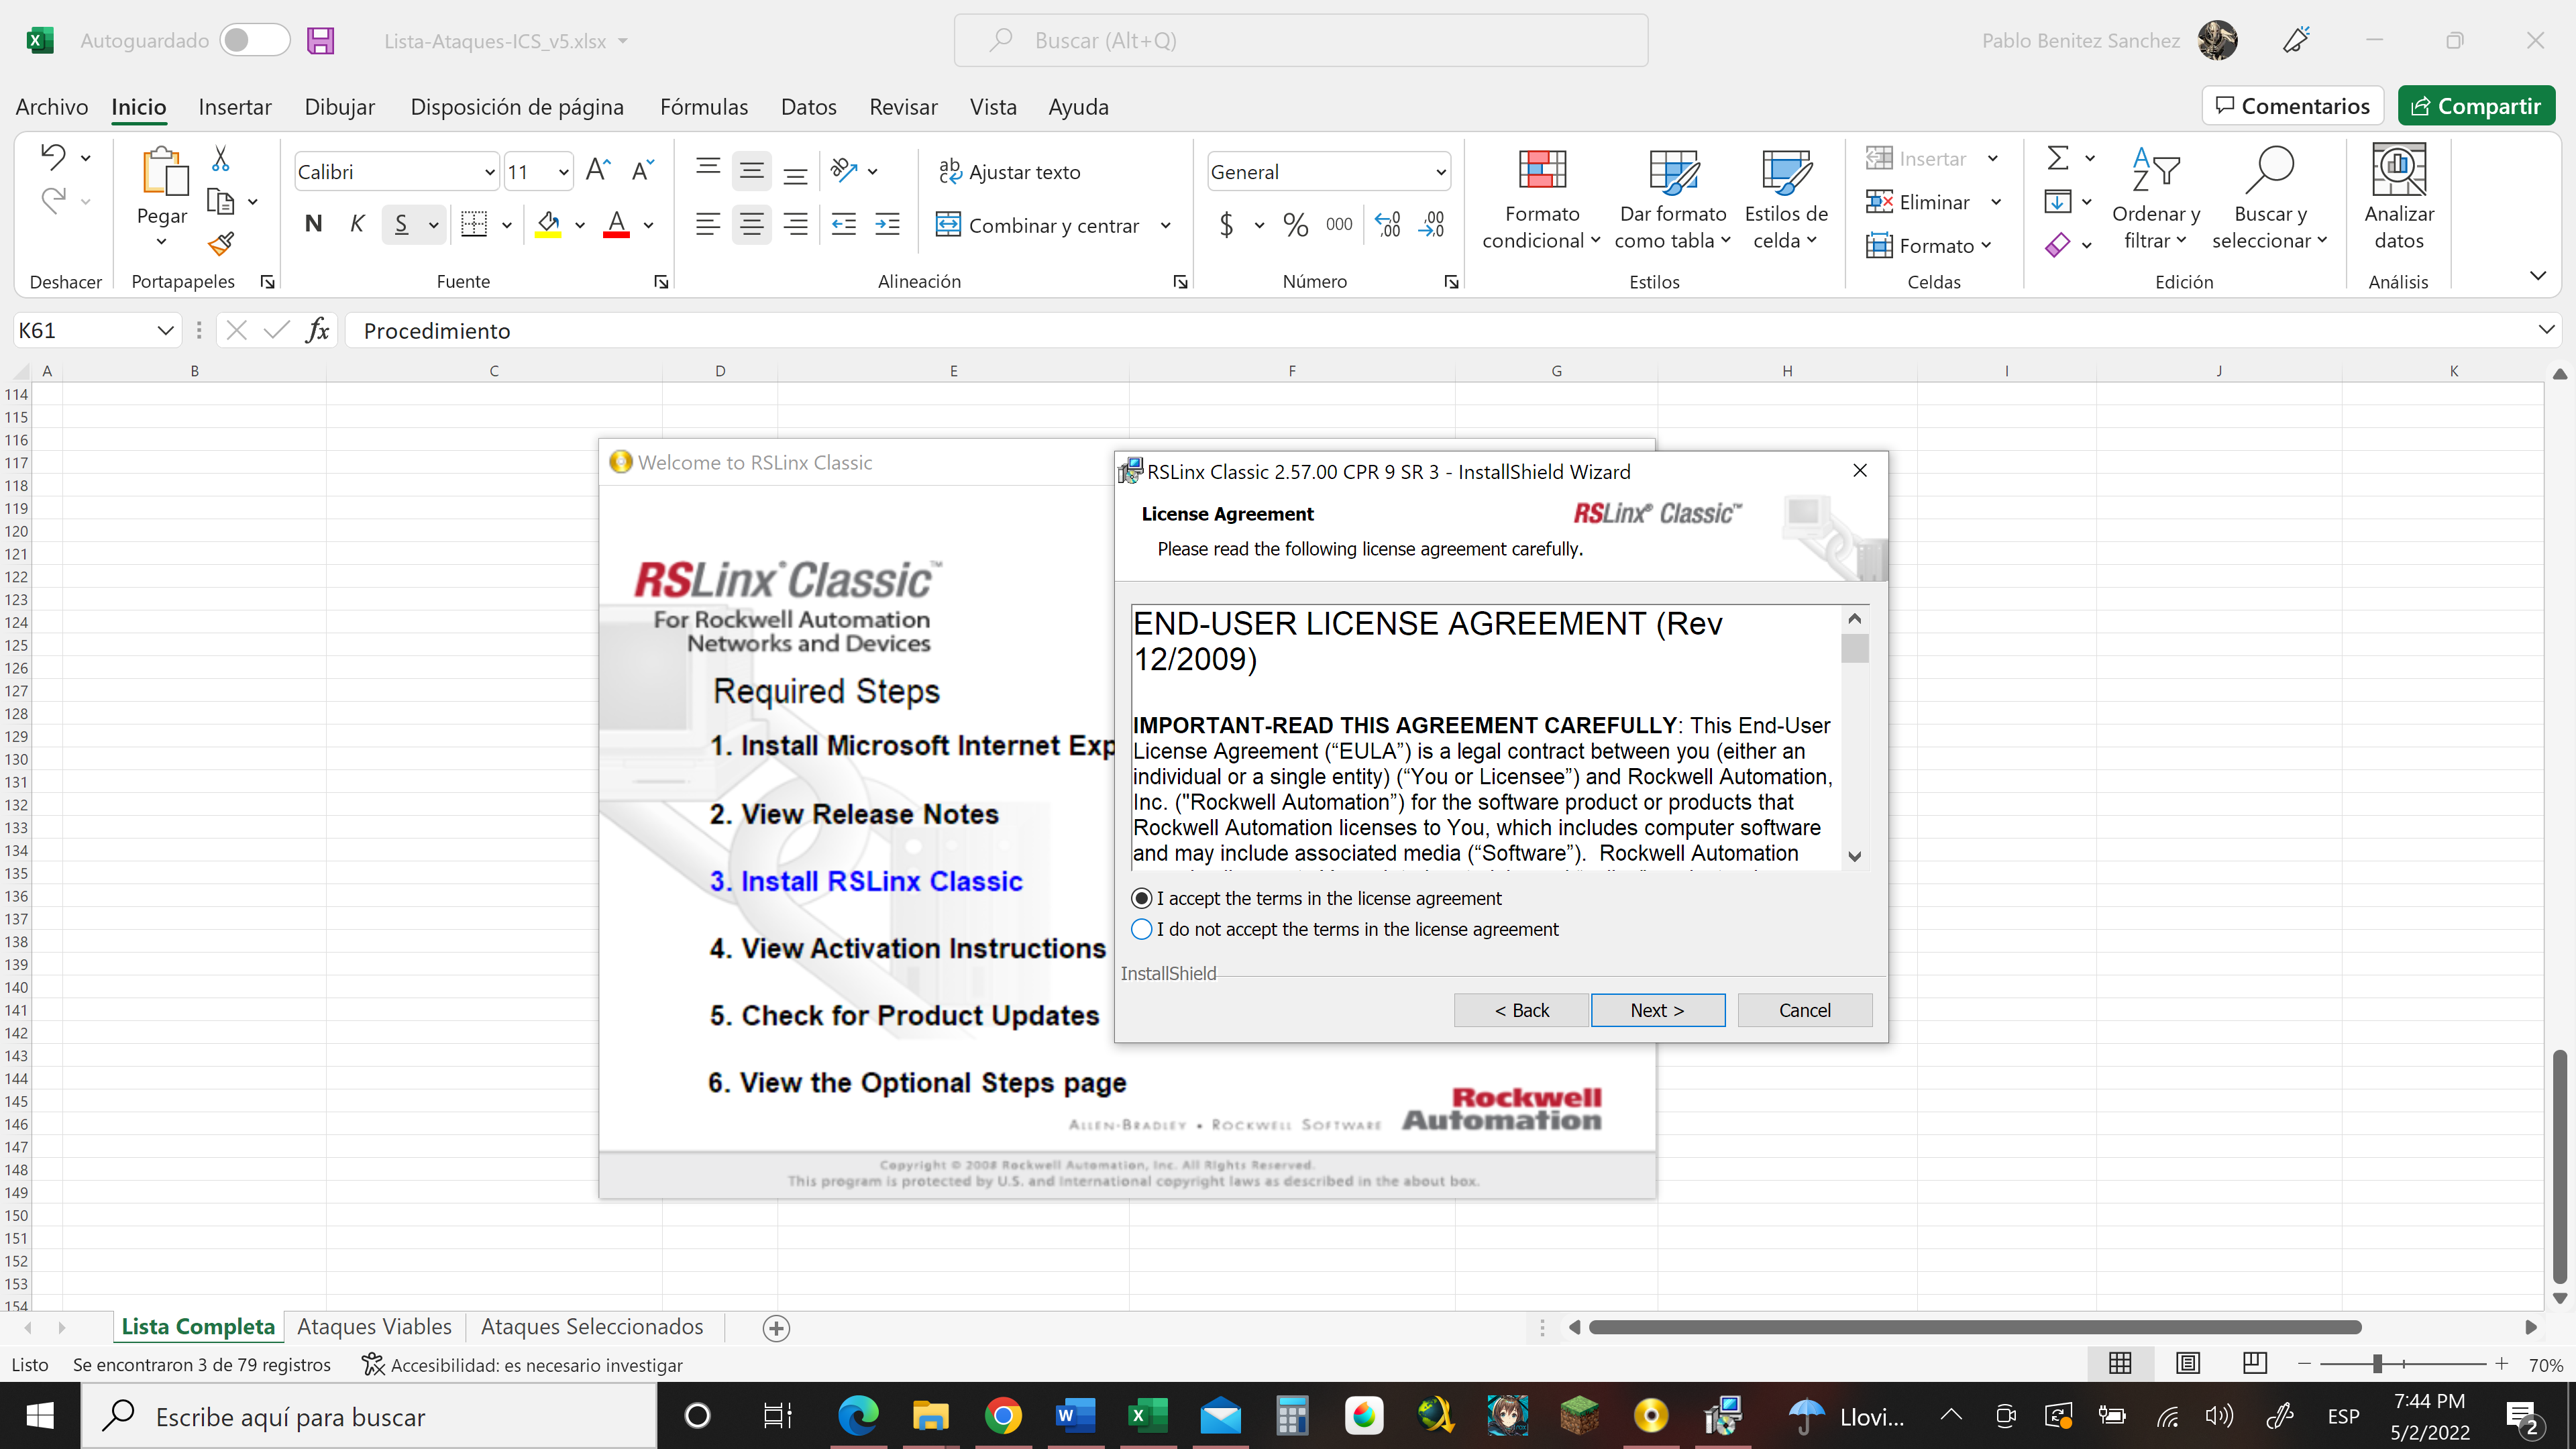 Autoguardado
Lista-Ataques-ICS_v5.xlsx
Buscar (Alt+Q)
Pablo Benitez Sanchez
Archivo Inicio Insertar Dibujar Disposición de página Fórmulas Datos Revisar Vista Ayuda
Comentarios Compartir
Pegar
Calibri 11
N K S
Ajustar texto
Combinar y centrar
General
$ % 000
Formato condicional
Dar formato como tabla
Estilos de celda
Insertar
Eliminar
Formato
Ordenar y filtrar
Buscar y seleccionar
Analizar datos
Deshacer Portapapeles Fuente Alineación Número Estilos Celdas Edición Análisis
K61 fx Procedimiento
A B C D E F G H I J K
114
115
116
117
118
119
120
121
122
123
124
125
126
127
128
129
130
131
132
133
134
135
136
137
138
139
140
141
142
143
144
145
146
147
148
149
150
151
152
153
154
Welcome to RSLinx Classic
RSLinx® Classic™
For Rockwell Automation
Networks and Devices
Required Steps
1. Install Microsoft Internet Exp
2. View Release Notes
3. Install RSLinx Classic
4. View Activation Instructions
5. Check for Product Updates
6. View the Optional Steps page
Rockwell
Automation
ALLEN-BRADLEY • ROCKWELL SOFTWARE
Copyright © 2008 Rockwell Automation, Inc. All Rights Reserved.
This program is protected by U.S. and International copyright laws as described in the about box.
RSLinx Classic 2.57.00 CPR 9 SR 3 - InstallShield Wizard
License Agreement
RSLinx® Classic™
Please read the following license agreement carefully.
END-USER LICENSE AGREEMENT (Rev
12/2009)
IMPORTANT-READ THIS AGREEMENT CAREFULLY: This End-User
License Agreement (“EULA”) is a legal contract between you (either an
individual or a single entity) (“You or Licensee”) and Rockwell Automation,
Inc. ("Rockwell Automation”) for the software product or products that
Rockwell Automation licenses to You, which includes computer software
and may include associated media (“Software”). Rockwell Automation
I accept the terms in the license agreement
I do not accept the terms in the license agreement
InstallShield
< Back Next > Cancel
Lista Completa Ataques Viables Ataques Seleccionados
Listo Se encontraron 3 de 79 registros Accesibilidad: es necesario investigar 70%
Escribe aquí para buscar
Llovi...
ESP
7:44 PM
5/2/2022
2